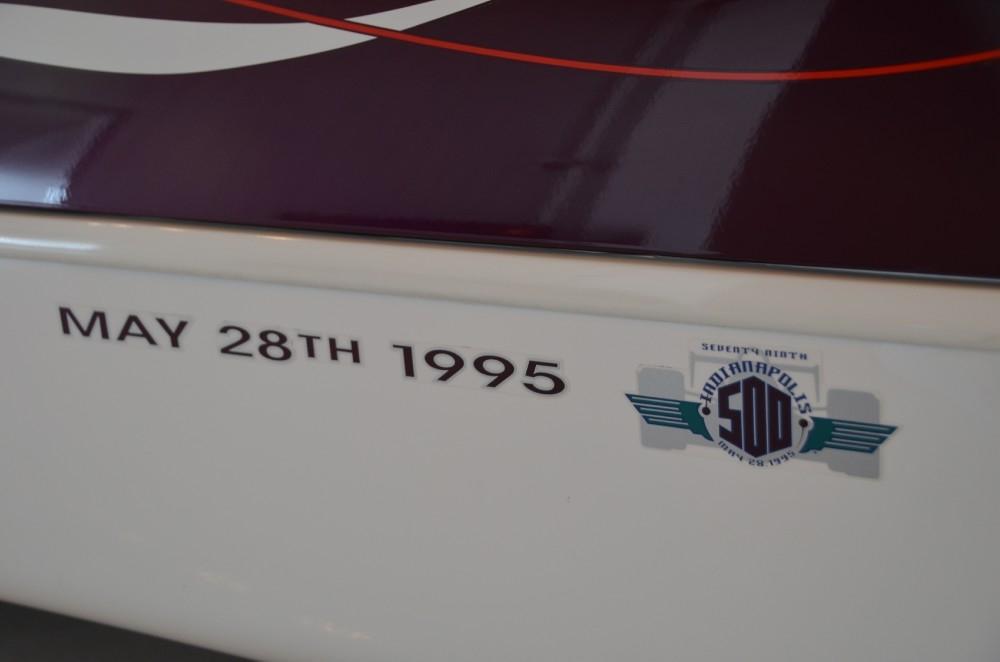 MAY 28TH 1995
SEVENTY NINTH
INDIANAPOLIS
500
MAY 28.1995